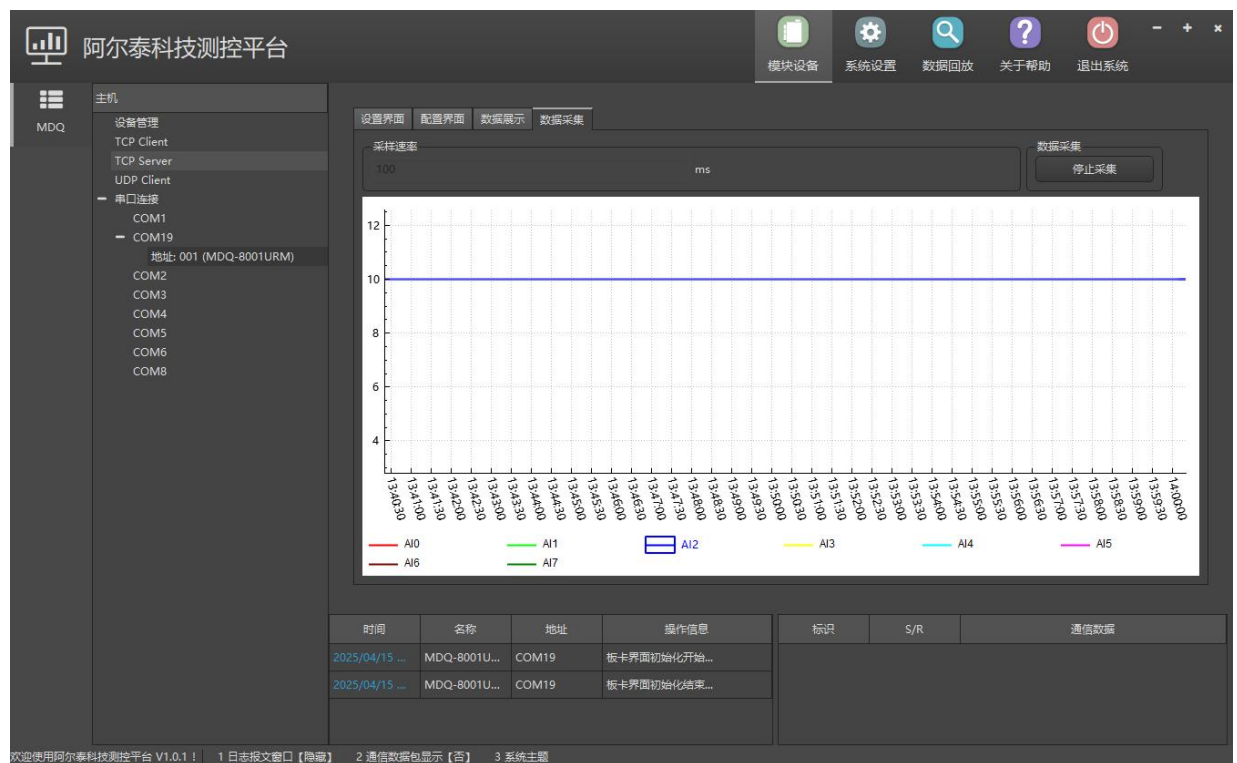 阿尔泰科技测控平台
模块设备 系统设置 数据回放 关于帮助 退出系统
MDQ
主机
设备管理
TCP Client
TCP Server
UDP Client
串口连接
COM1
COM19
地址: 001 (MDQ-8001URM)
COM2
COM3
COM4
COM5
COM6
COM8
设置界面 配置界面 数据展示 数据采集
采样速率
100 ms
数据采集
停止采集
12
10
8
6
4
13:40:30 13:41:00 13:41:30 13:42:00 13:42:30 13:43:00 13:43:30 13:44:00 13:44:30 13:45:00 13:45:30 13:46:00 13:46:30 13:47:00 13:47:30 13:48:00 13:48:30 13:49:00 13:49:30 13:50:00 13:50:30 13:51:00 13:51:30 13:52:00 13:52:30 13:53:00 13:53:30 13:54:00 13:54:30 13:55:00 13:55:30 13:56:00 13:56:30 13:57:00 13:57:30 13:58:00 13:58:30 13:59:00 13:59:30 14:00:00
AI0 AI1 AI2 AI3 AI4 AI5
AI6 AI7
时间 名称 地址 操作信息 标识 S/R 通信数据
2025/04/15 ... MDQ-8001U... COM19 板卡界面初始化开始...
2025/04/15 ... MDQ-8001U... COM19 板卡界面初始化结束...
欢迎使用阿尔泰科技测控平台 V1.0.1！ 1 日志报文窗口【隐藏】 2 通信数据包显示【否】 3 系统主题